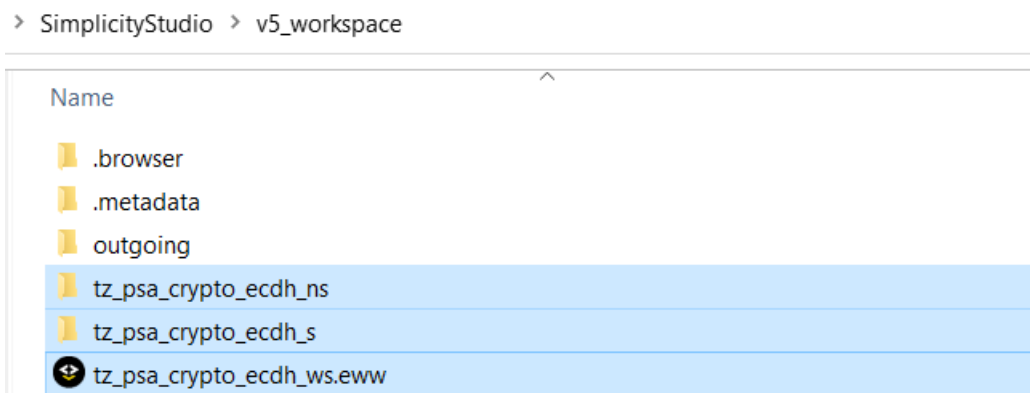 > SimplicityStudio > v5_workspace
Name
.browser
.metadata
outgoing
tz_psa_crypto_ecdh_ns
tz_psa_crypto_ecdh_s
tz_psa_crypto_ecdh_ws.eww